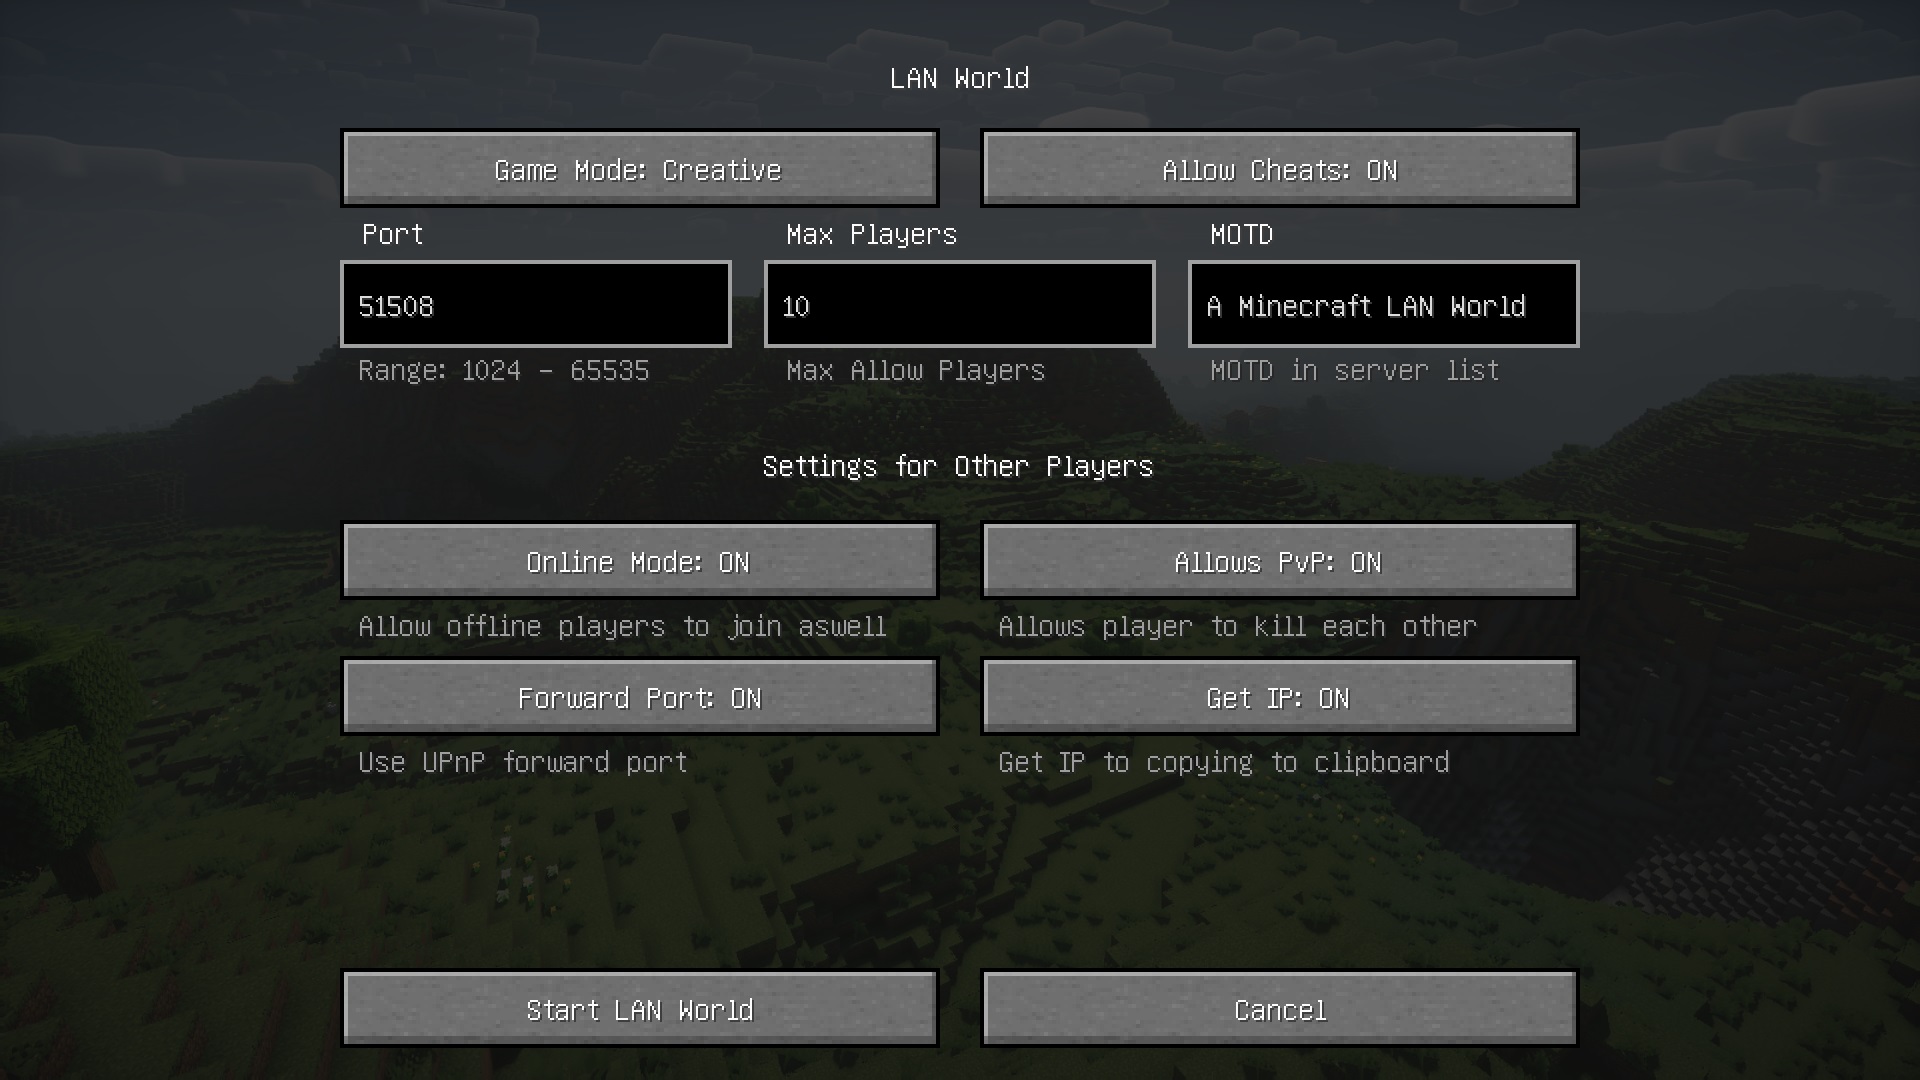 LAN World
Game Mode: Creative
Allow Cheats: ON
Port
Max Players
MOTD
51508
10
A Minecraft LAN World
Range: 1024 - 65535
Max Allow Players
MOTD in server list
Settings for Other Players
Online Mode: ON
Allows PvP: ON
Allow offline players to join aswell
Allows player to kill each other
Forward Port: ON
Get IP: ON
Use UPnP forward port
Get IP to copying to clipboard
Start LAN World
Cancel